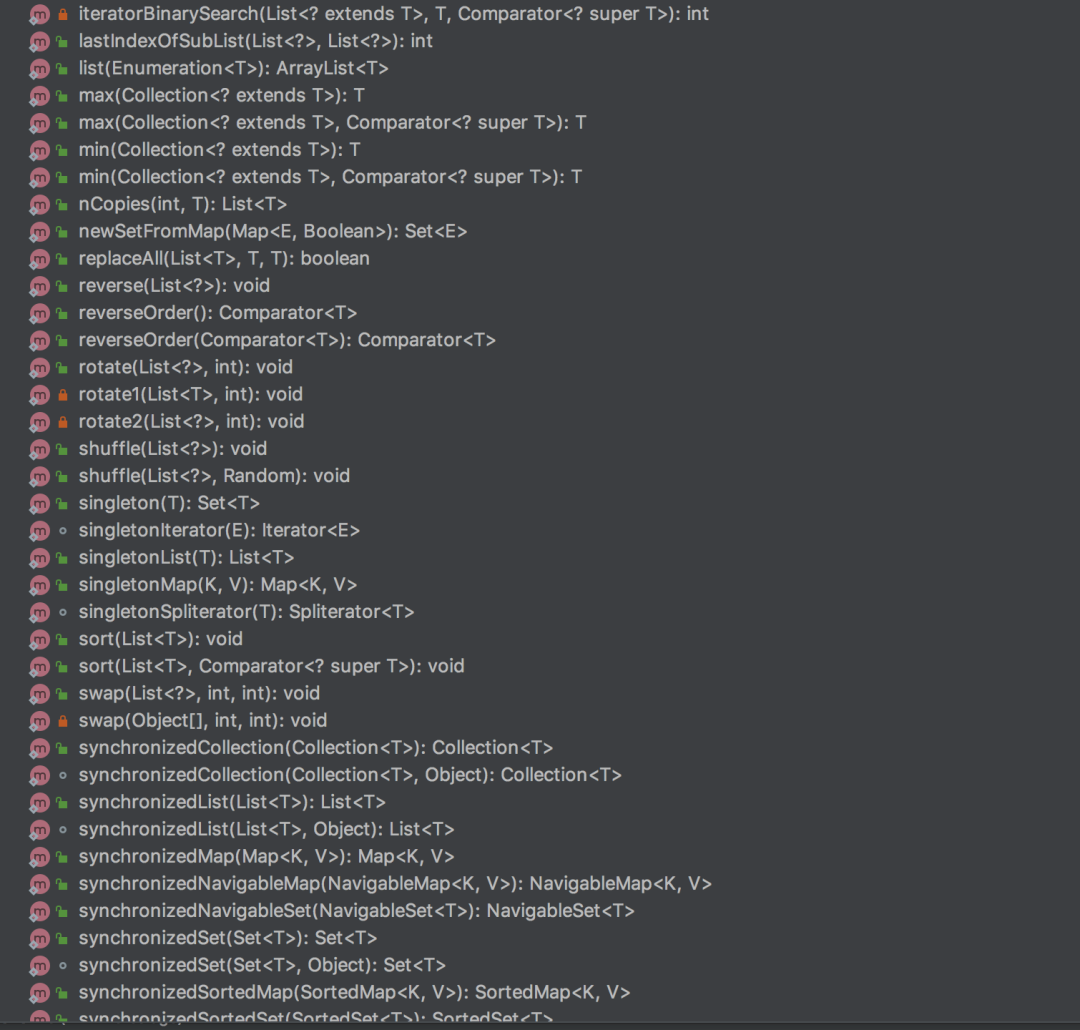 iteratorBinarySearch(List<? extends T>, T, Comparator<? super T>): int
lastIndexOfSubList(List<?>, List<?>): int
list(Enumeration<T>): ArrayList<T>
max(Collection<? extends T>): T
max(Collection<? extends T>, Comparator<? super T>): T
min(Collection<? extends T>): T
min(Collection<? extends T>, Comparator<? super T>): T
nCopies(int, T): List<T>
newSetFromMap(Map<E, Boolean>): Set<E>
replaceAll(List<T>, T, T): boolean
reverse(List<?>): void
reverseOrder(): Comparator<T>
reverseOrder(Comparator<T>): Comparator<T>
rotate(List<?>, int): void
rotate1(List<T>, int): void
rotate2(List<?>, int): void
shuffle(List<?>): void
shuffle(List<?>, Random): void
singleton(T): Set<T>
singletonIterator(E): Iterator<E>
singletonList(T): List<T>
singletonMap(K, V): Map<K, V>
singletonSpliterator(T): Spliterator<T>
sort(List<T>): void
sort(List<T>, Comparator<? super T>): void
swap(List<?>, int, int): void
swap(Object[], int, int): void
synchronizedCollection(Collection<T>): Collection<T>
synchronizedCollection(Collection<T>, Object): Collection<T>
synchronizedList(List<T>): List<T>
synchronizedList(List<T>, Object): List<T>
synchronizedMap(Map<K, V>): Map<K, V>
synchronizedNavigableMap(NavigableMap<K, V>): NavigableMap<K, V>
synchronizedNavigableSet(NavigableSet<T>): NavigableSet<T>
synchronizedSet(Set<T>): Set<T>
synchronizedSet(Set<T>, Object): Set<T>
synchronizedSortedMap(SortedMap<K, V>): SortedMap<K, V>
synchronizedSortedSet(SortedSet<T>): SortedSet<T>